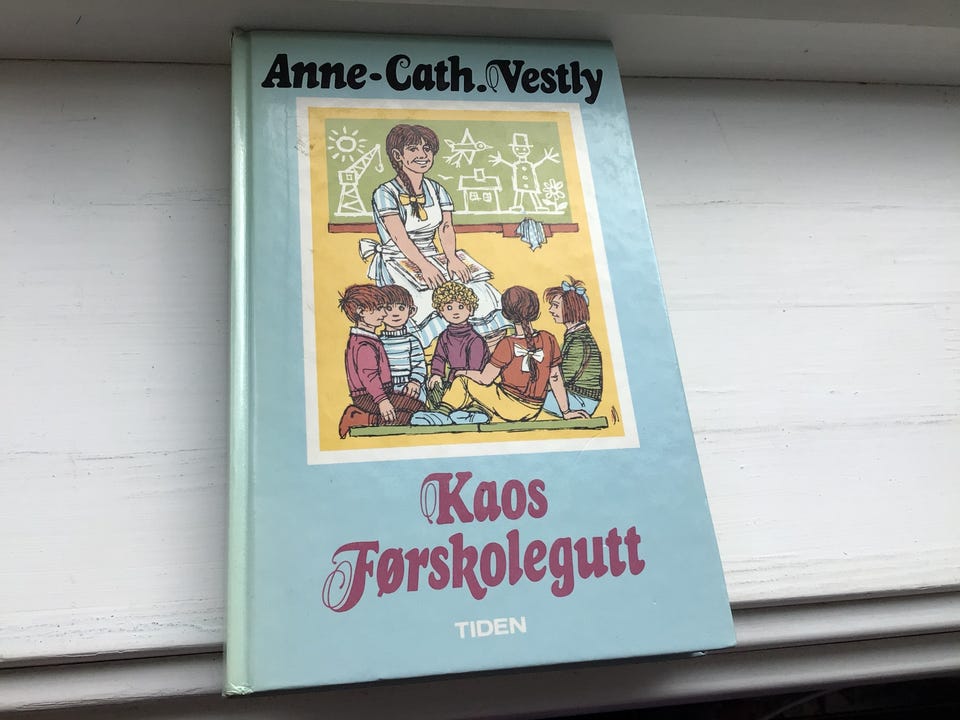 Anne-Cath. Vestly
Kaos
Førskolegutt
TIDEN